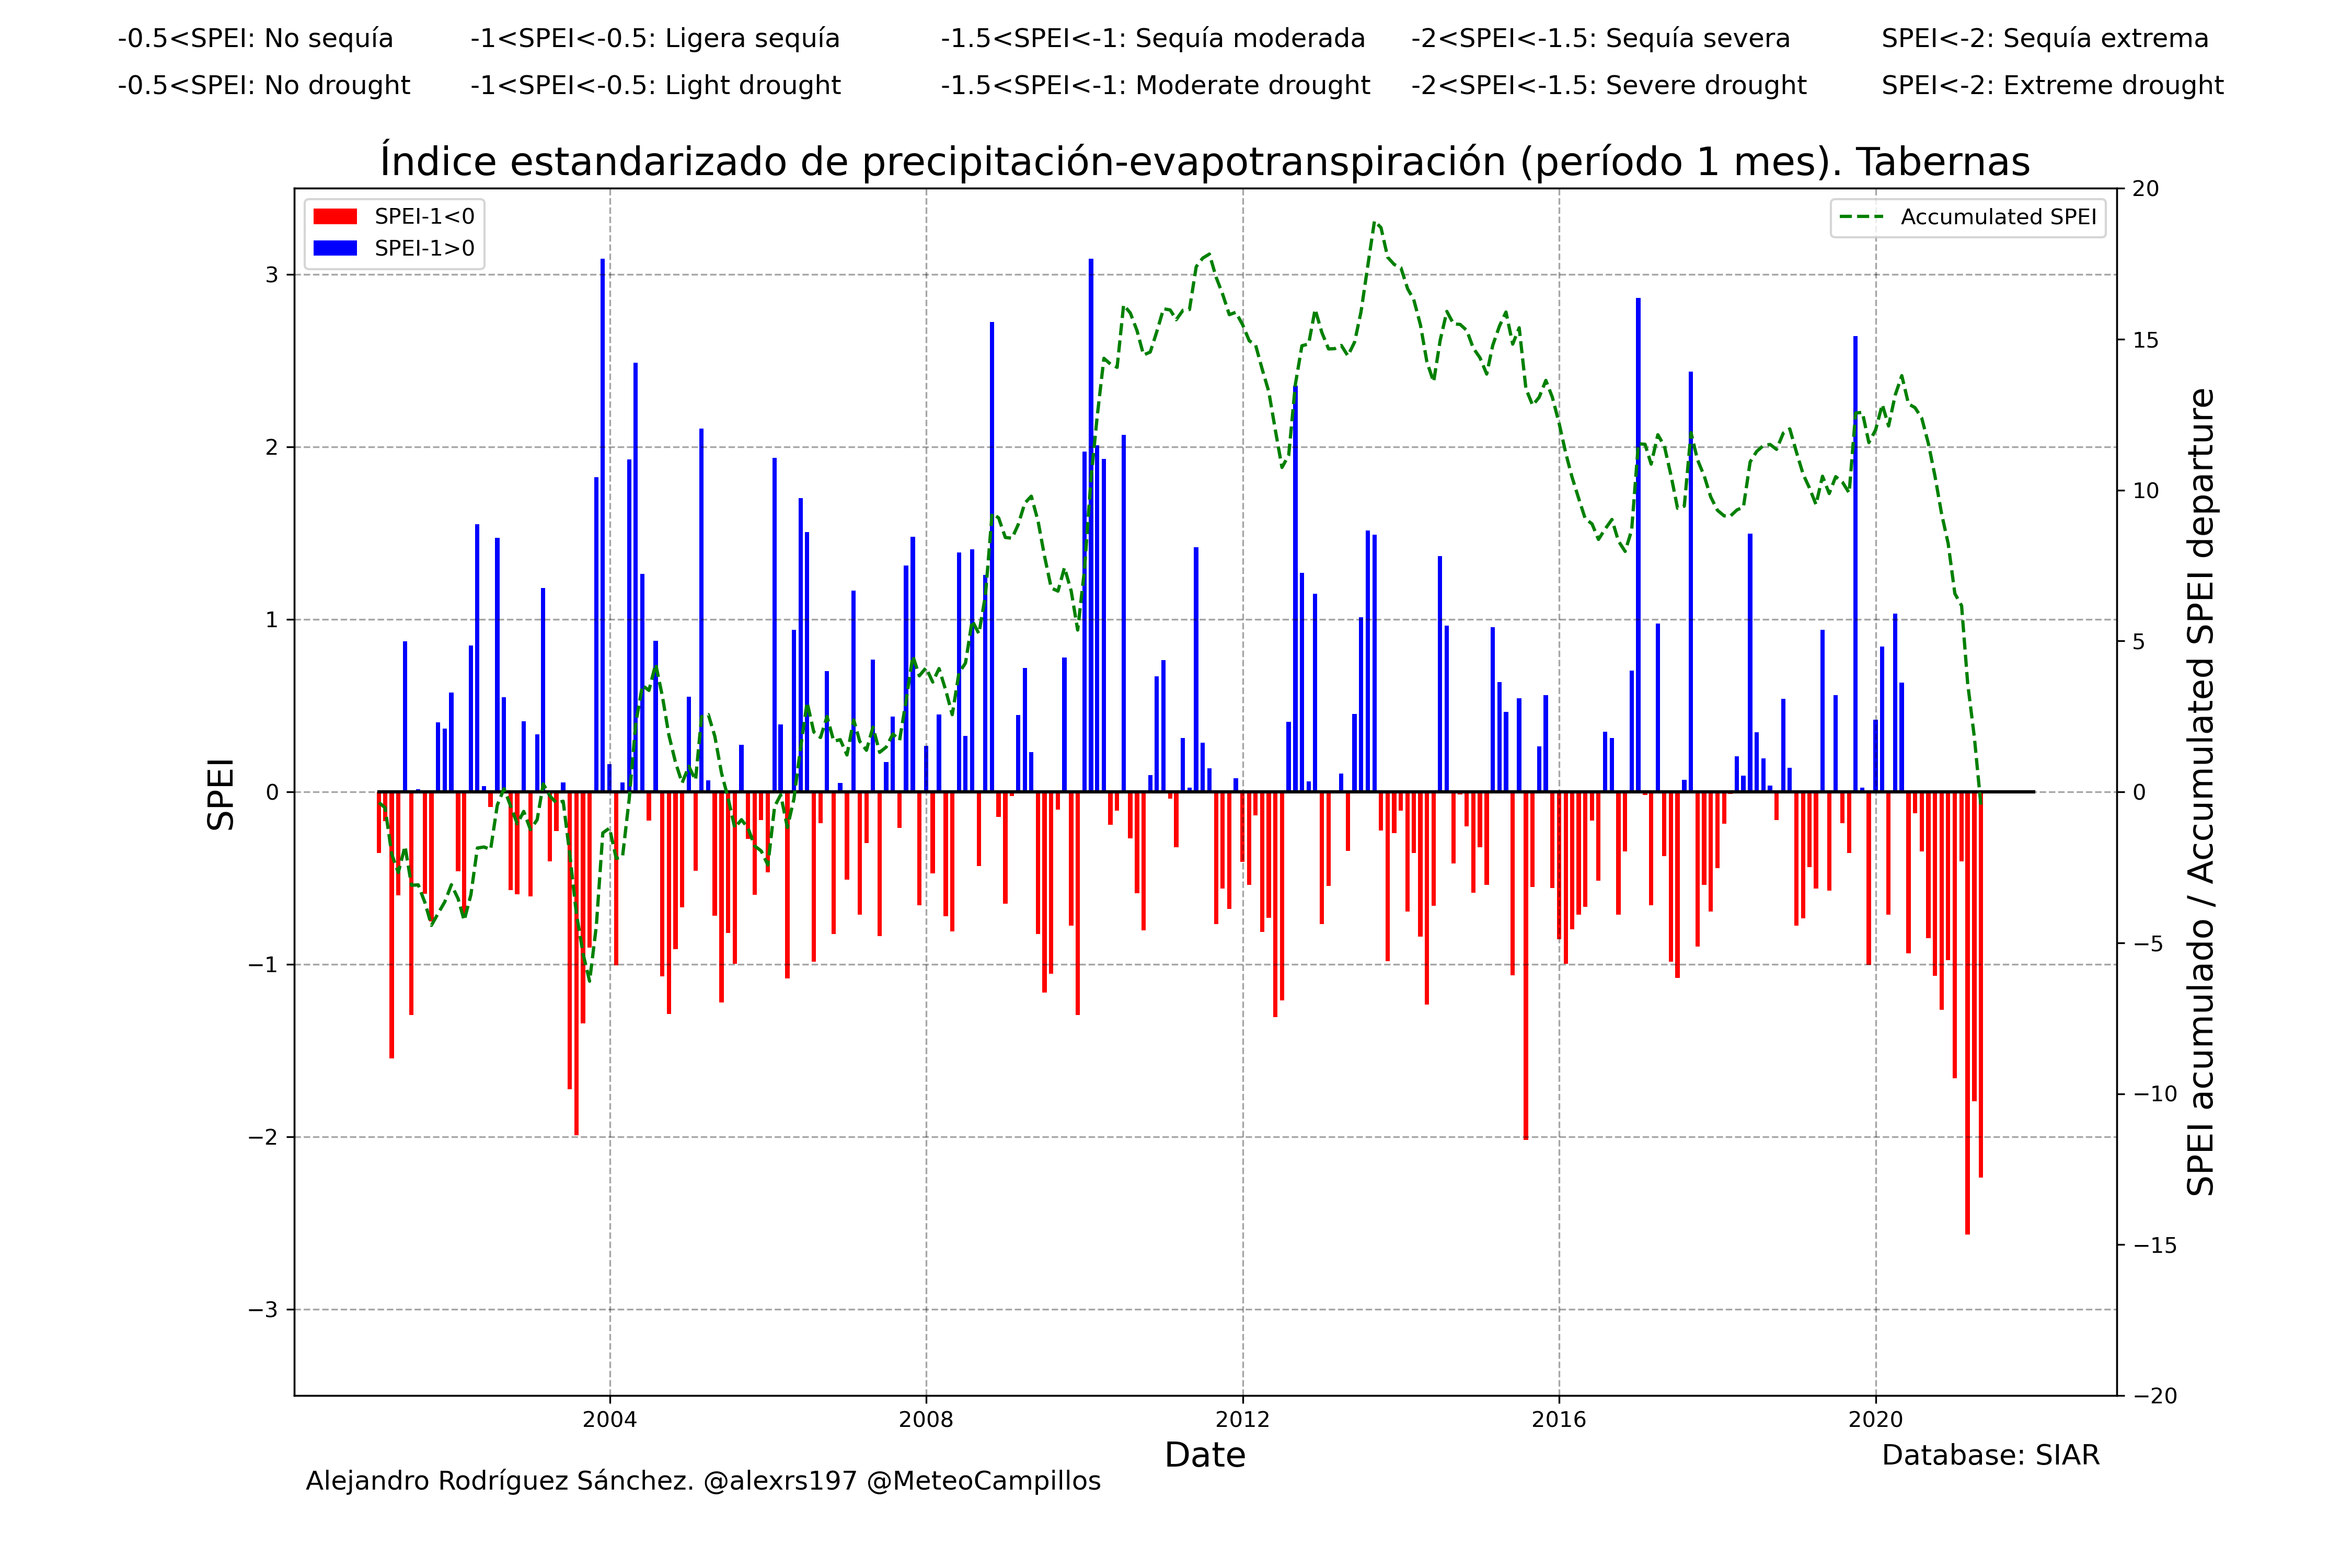 -0.5<SPEI: No sequía -1<SPEI<-0.5: Ligera sequía -1.5<SPEI<-1: Sequía moderada -2<SPEI<-1.5: Sequía severa SPEI<-2: Sequía extrema
-0.5<SPEI: No drought -1<SPEI<-0.5: Light drought -1.5<SPEI<-1: Moderate drought -2<SPEI<-1.5: Severe drought SPEI<-2: Extreme drought
Índice estandarizado de precipitación-evapotranspiración (período 1 mes). Tabernas
SPEI-1<0
SPEI-1>0
Accumulated SPEI
SPEI
3
2
1
0
−1
−2
−3
20
15
10
5
0
−5
−10
−15
−20
SPEI acumulado / Accumulated SPEI departure
2004 2008 2012 2016 2020
Date
Database: SIAR
Alejandro Rodríguez Sánchez. @alexrs197 @MeteoCampillos